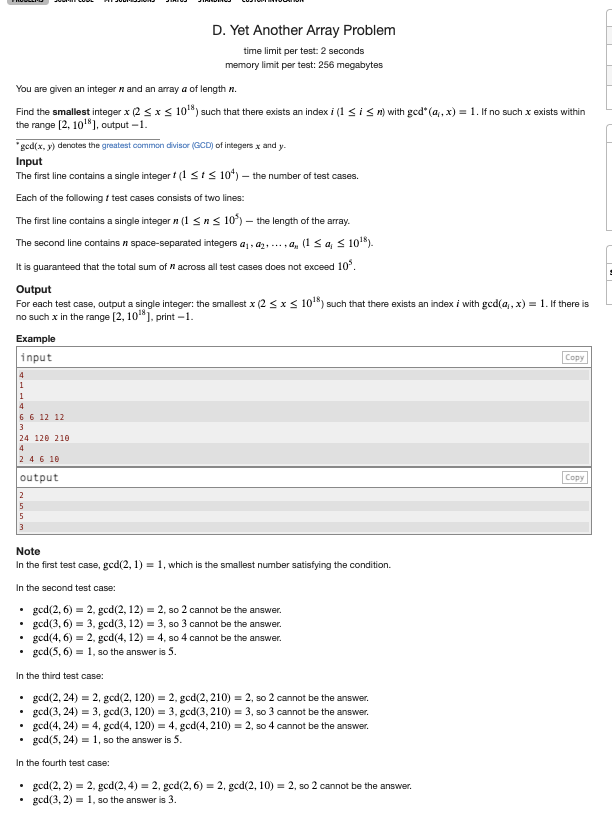 PROBLEMS SUBMIT CODE MY SUBMISSIONS STATUS STANDINGS CUSTOM INVOCATION
D. Yet Another Array Problem
time limit per test: 2 seconds
memory limit per test: 256 megabytes
You are given an integer n and an array a of length n.
Find the smallest integer x (2 ≤ x ≤ 10^18) such that there exists an index i (1 ≤ i ≤ n) with gcd*(a_i, x) = 1. If no such x exists within
the range [2, 10^18], output −1.
*gcd(x, y) denotes the greatest common divisor (GCD) of integers x and y.
Input
The first line contains a single integer t (1 ≤ t ≤ 10^4) — the number of test cases.
Each of the following t test cases consists of two lines:
The first line contains a single integer n (1 ≤ n ≤ 10^5) — the length of the array.
The second line contains n space-separated integers a_1, a_2, …, a_n (1 ≤ a_i ≤ 10^18).
It is guaranteed that the total sum of n across all test cases does not exceed 10^5.
Output
For each test case, output a single integer: the smallest x (2 ≤ x ≤ 10^18) such that there exists an index i with gcd(a_i, x) = 1. If there is
no such x in the range [2, 10^18], print −1.
Example
input Copy
4
1
1
4
6 6 12 12
3
24 120 210
4
2 4 6 10
output Copy
2
5
5
3
Note
In the first test case, gcd(2, 1) = 1, which is the smallest number satisfying the condition.
In the second test case:
• gcd(2, 6) = 2, gcd(2, 12) = 2, so 2 cannot be the answer.
• gcd(3, 6) = 3, gcd(3, 12) = 3, so 3 cannot be the answer.
• gcd(4, 6) = 2, gcd(4, 12) = 4, so 4 cannot be the answer.
• gcd(5, 6) = 1, so the answer is 5.
In the third test case:
• gcd(2, 24) = 2, gcd(2, 120) = 2, gcd(2, 210) = 2, so 2 cannot be the answer.
• gcd(3, 24) = 3, gcd(3, 120) = 3, gcd(3, 210) = 3, so 3 cannot be the answer.
• gcd(4, 24) = 4, gcd(4, 120) = 4, gcd(4, 210) = 2, so 4 cannot be the answer.
• gcd(5, 24) = 1, so the answer is 5.
In the fourth test case:
• gcd(2, 2) = 2, gcd(2, 4) = 2, gcd(2, 6) = 2, gcd(2, 10) = 2, so 2 cannot be the answer.
• gcd(3, 2) = 1, so the answer is 3.